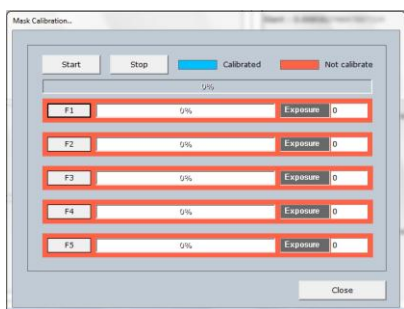 Mask Calibration...
Start Stop Calibrated Not calibrate
0%
F1 0% Exposure 0
F2 0% Exposure 0
F3 0% Exposure 0
F4 0% Exposure 0
F5 0% Exposure 0
Close